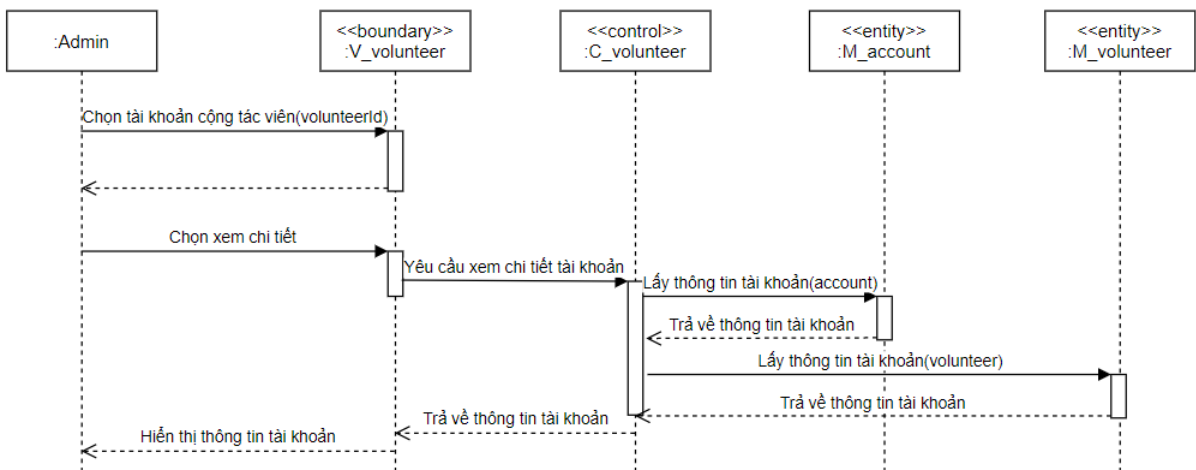 :Admin
<<boundary>>
:V_volunteer
<<control>>
:C_volunteer
<<entity>>
:M_account
<<entity>>
:M_volunteer
Chọn tài khoản cộng tác viên(volunteerId)
Chọn xem chi tiết
Yêu cầu xem chi tiết tài khoản
Lấy thông tin tài khoản(account)
Trả về thông tin tài khoản
Lấy thông tin tài khoản(volunteer)
Trả về thông tin tài khoản
Trả về thông tin tài khoản
Hiển thị thông tin tài khoản